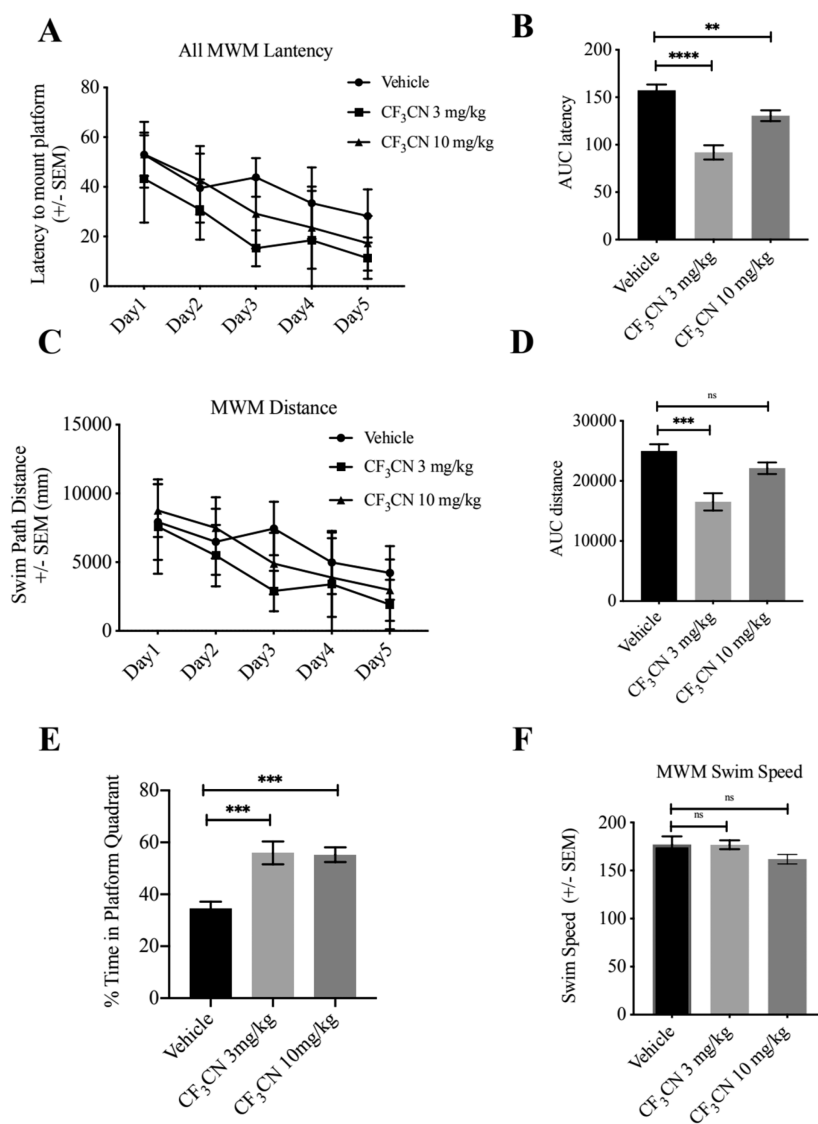 A
All MWM Lantency
Latency to mount platform
(+/- SEM)
80
60
40
20
0
Day1
Day2
Day3
Day4
Day5
Vehicle
CF3CN 3 mg/kg
CF3CN 10 mg/kg
B
**
****
AUC latency
200
150
100
50
0
Vehicle
CF3CN 3 mg/kg
CF3CN 10 mg/kg
C
MWM Distance
Swim Path Distance
+/- SEM (mm)
15000
10000
5000
0
Day1
Day2
Day3
Day4
Day5
Vehicle
CF3CN 3 mg/kg
CF3CN 10 mg/kg
D
ns
***
AUC distance
30000
20000
10000
0
Vehicle
CF3CN 3 mg/kg
CF3CN 10 mg/kg
E
***
***
% Time in Platform Quadrant
80
60
40
20
0
Vehicle
CF3CN 3mg/kg
CF3CN 10mg/kg
F
MWM Swim Speed
ns
ns
Swim Speed (+/- SEM)
200
150
100
50
0
Vehicle
CF3CN 3 mg/kg
CF3CN 10 mg/kg